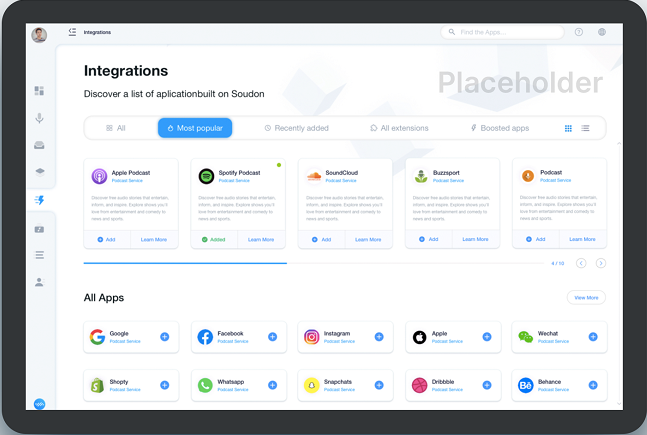 Integrations
Find the Apps...
Integrations
Placeholder
Discover a list of aplicationbuilt on Soudon
All
Most popular
Recently added
All extensions
Boosted apps
Apple Podcast
Podcast Service
Discover free audio stories that entertain,
inform, and inspire. Explore shows you'll
love from entertainment and comedy to
news and sports.
Add
Learn More
Spotify Podcast
Podcast Service
Discover free audio stories that entertain,
inform, and inspire. Explore shows you'll
love from entertainment and comedy to
news and sports.
Added
Learn More
SoundCloud
Podcast Service
Discover free audio stories that entertain,
inform, and inspire. Explore shows you'll
love from entertainment and comedy to
news and sports.
Add
Learn More
Buzzsport
Podcast Service
Discover free audio stories that entertain,
inform, and inspire. Explore shows you'll
love from entertainment and comedy to
news and sports.
Add
Learn More
Podcast
Podcast Service
Discover free audio stories that entertain,
inform, and inspire. Explore shows you'll
love from entertainment and comedy to
news and sports.
Add
Learn More
4 / 10
All Apps
View More
Google
Podcast Service
Facebook
Podcast Service
Instagram
Podcast Service
Apple
Podcast Service
Wechat
Podcast Service
Shopty
Podcast Service
Whatsapp
Podcast Service
Snapchats
Podcast Service
Dribbble
Podcast Service
Bē
Behance
Podcast Service